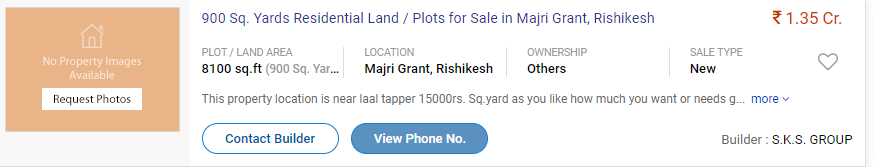 900 Sq. Yards Residential Land / Plots for Sale in Majri Grant, Rishikesh
₹ 1.35 Cr.
No Property Images
Available
Request Photos
PLOT / LAND AREA
8100 sq.ft (900 Sq. Yar...
LOCATION
Majri Grant, Rishikesh
OWNERSHIP
Others
SALE TYPE
New
This property location is near laal tapper 15000rs. Sq.yard as you like how much you want or needs g... more
Contact Builder
View Phone No.
Builder : S.K.S. GROUP